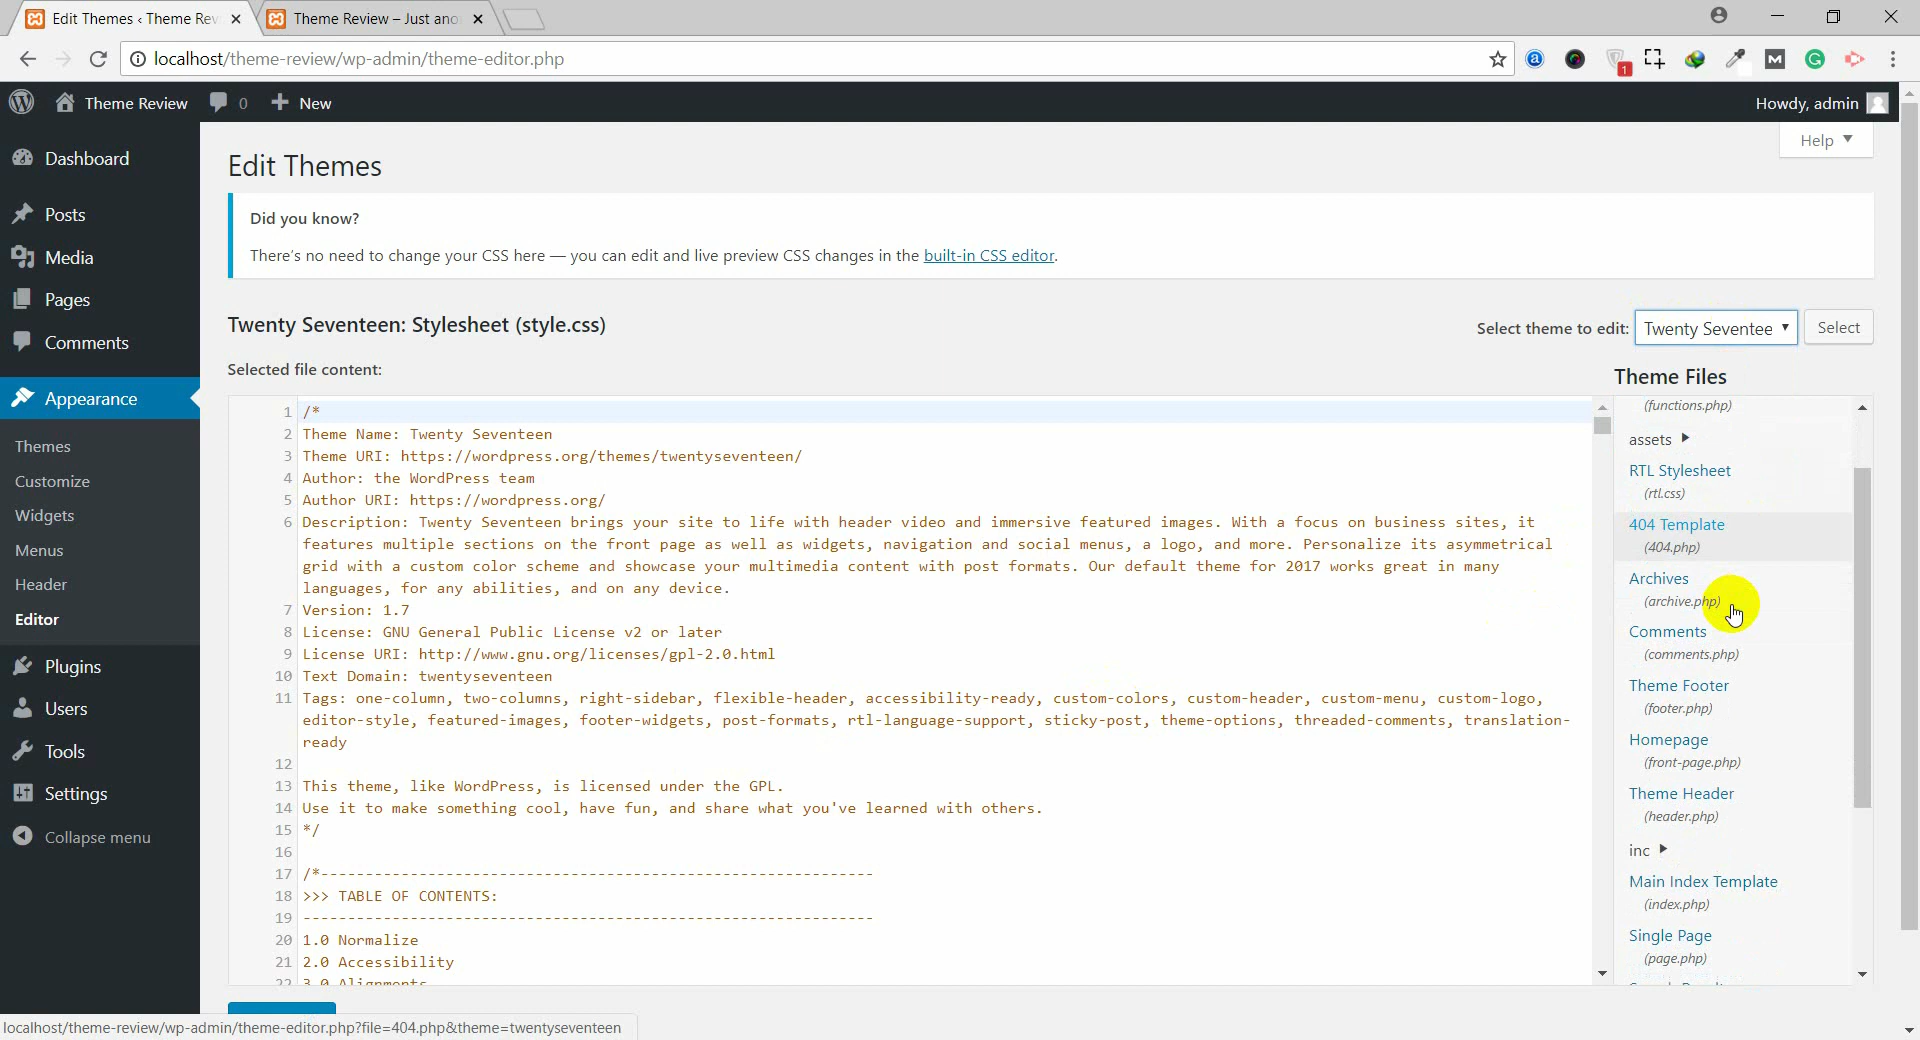 Edit Themes ‹ Theme Rev
Theme Review – Just ano
localhost/theme-review/wp-admin/theme-editor.php
1
Theme Review
0
New
Howdy, admin
Help
Dashboard
Posts
Media
Pages
Comments
Appearance
Themes
Customize
Widgets
Menus
Header
Editor
Plugins
Users
Tools
Settings
Collapse menu
Edit Themes
Did you know?
There's no need to change your CSS here — you can edit and live preview CSS changes in the built-in CSS editor.
Twenty Seventeen: Stylesheet (style.css)
Select theme to edit: Twenty Seventee Select
Selected file content:
1 /*
2 Theme Name: Twenty Seventeen
3 Theme URI: https://wordpress.org/themes/twentyseventeen/
4 Author: the WordPress team
5 Author URI: https://wordpress.org/
6 Description: Twenty Seventeen brings your site to life with header video and immersive featured images. With a focus on business sites, it
features multiple sections on the front page as well as widgets, navigation and social menus, a logo, and more. Personalize its asymmetrical
grid with a custom color scheme and showcase your multimedia content with post formats. Our default theme for 2017 works great in many
languages, for any abilities, and on any device.
7 Version: 1.7
8 License: GNU General Public License v2 or later
9 License URI: http://www.gnu.org/licenses/gpl-2.0.html
10 Text Domain: twentyseventeen
11 Tags: one-column, two-columns, right-sidebar, flexible-header, accessibility-ready, custom-colors, custom-header, custom-menu, custom-logo,
editor-style, featured-images, footer-widgets, post-formats, rtl-language-support, sticky-post, theme-options, threaded-comments, translation-
ready
12
13 This theme, like WordPress, is licensed under the GPL.
14 Use it to make something cool, have fun, and share what you've learned with others.
15 */
16
17 /*----------------------------------------------------------------
18 >>> TABLE OF CONTENTS:
19 ----------------------------------------------------------------
20 1.0 Normalize
21 2.0 Accessibility
22 3.0 Alignments
Theme Files
(functions.php)
assets
RTL Stylesheet
(rtl.css)
404 Template
(404.php)
Archives
(archive.php)
Comments
(comments.php)
Theme Footer
(footer.php)
Homepage
(front-page.php)
Theme Header
(header.php)
inc
Main Index Template
(index.php)
Single Page
(page.php)
localhost/theme-review/wp-admin/theme-editor.php?file=404.php&theme=twentyseventeen